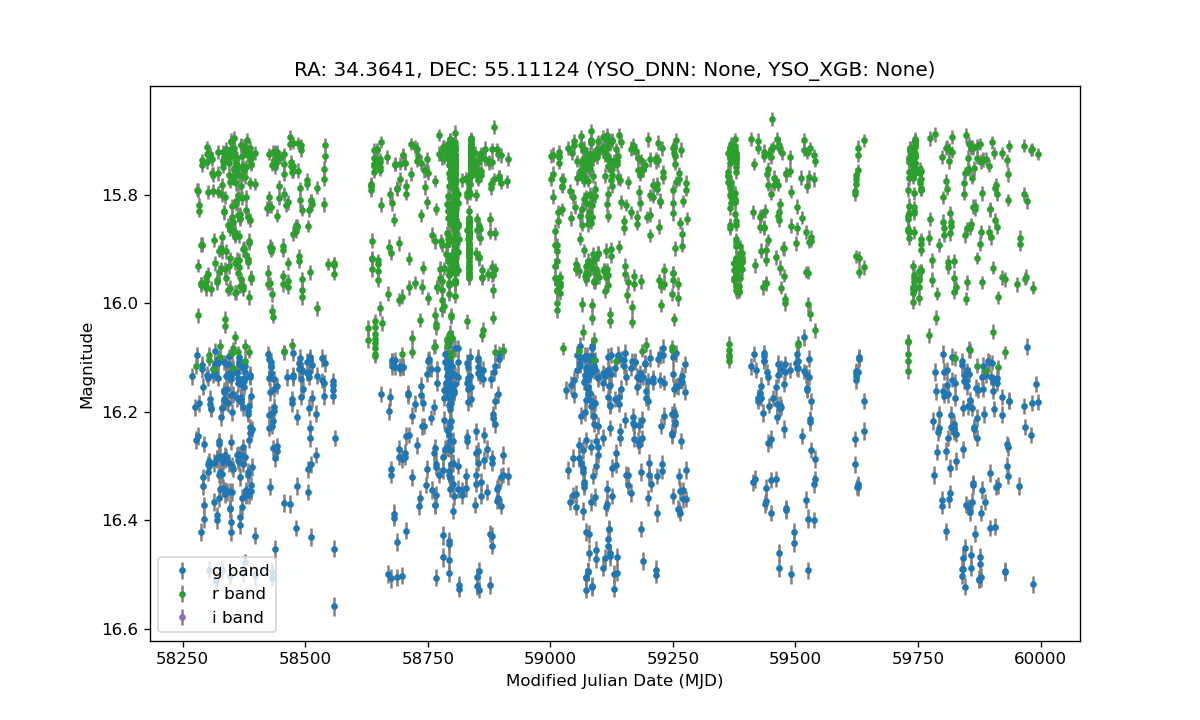 RA: 34.3641, DEC: 55.11124 (YSO_DNN: None, YSO_XGB: None)
Magnitude
15.8
16.0
16.2
16.4
16.6
g band
r band
i band
58250 58500 58750 59000 59250 59500 59750 60000
Modified Julian Date (MJD)